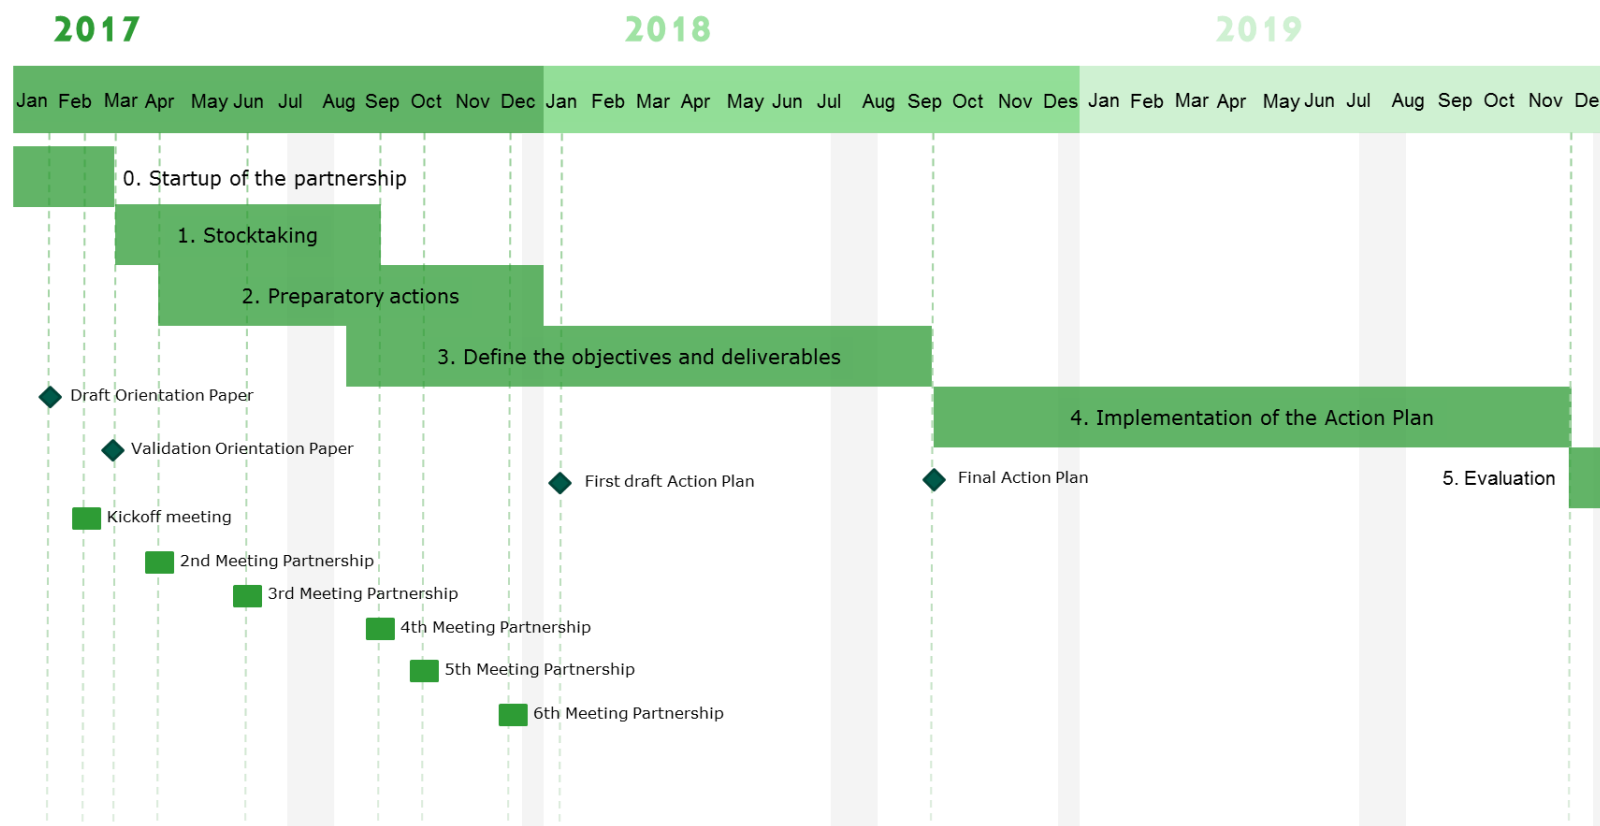 2017 2018 2019
Jan Feb Mar Apr May Jun Jul Aug Sep Oct Nov Dec Jan Feb Mar Apr May Jun Jul Aug Sep Oct Nov Des Jan Feb Mar Apr May Jun Jul Aug Sep Oct Nov De
0. Startup of the partnership
1. Stocktaking
2. Preparatory actions
3. Define the objectives and deliverables
Draft Orientation Paper
4. Implementation of the Action Plan
Validation Orientation Paper
First draft Action Plan
Final Action Plan
5. Evaluation
Kickoff meeting
2nd Meeting Partnership
3rd Meeting Partnership
4th Meeting Partnership
5th Meeting Partnership
6th Meeting Partnership